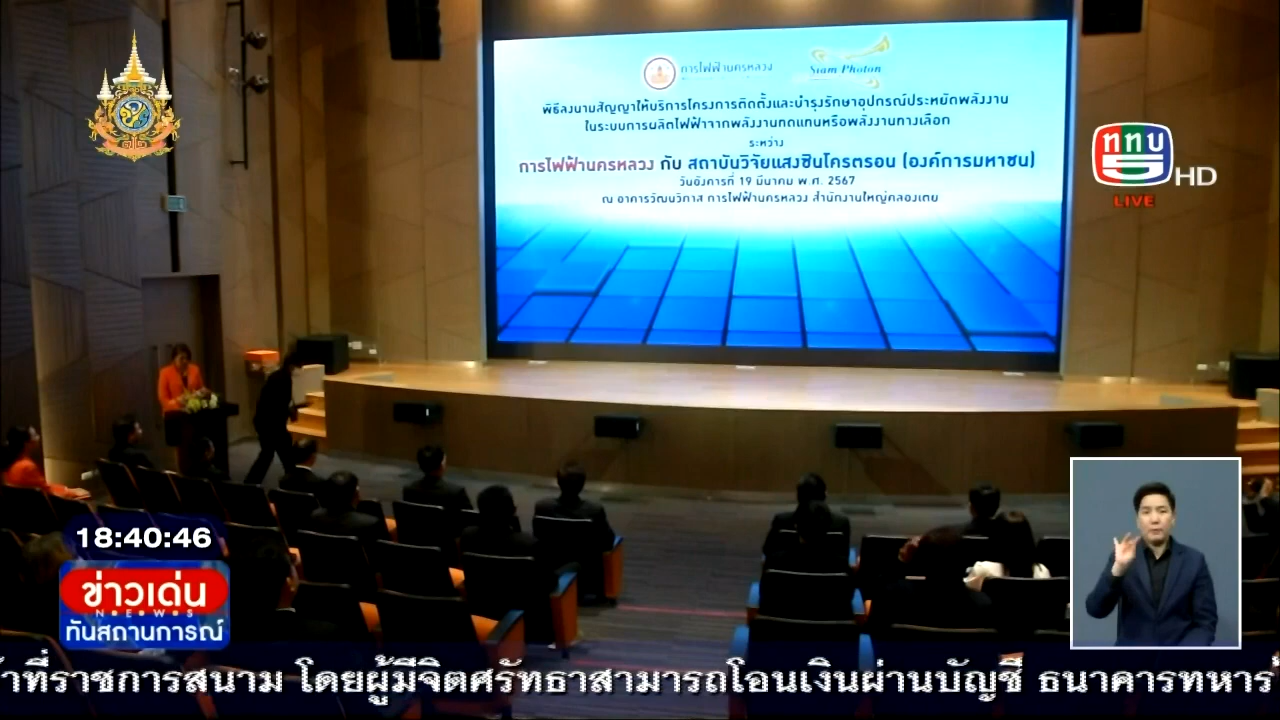 การไฟฟ้านครหลวง
Siam Photon
พิธีลงนามสัญญาให้บริการโครงการติดตั้งและบำรุงรักษาอุปกรณ์ประหยัดพลังงาน
ในระบบการผลิตไฟฟ้าจากพลังงานทดแทนหรือพลังงานทางเลือก
ระหว่าง
การไฟฟ้านครหลวง กับ สถาบันวิจัยแสงซินโครตรอน (องค์การมหาชน)
วันอังคารที่ 19 มีนาคม พ.ศ. 2567
ณ อาคารวัฒนวิภาส การไฟฟ้านครหลวง สำนักงานใหญ่คลองเตย
ททบ
5 HD
LIVE
18:40:46
ข่าวเด่น
NEWS
ทันสถานการณ์
ที่ราชการสนาม โดยผู้มีจิตศรัทธาสามารถโอนเงินผ่านบัญชี ธนาคารทหาร